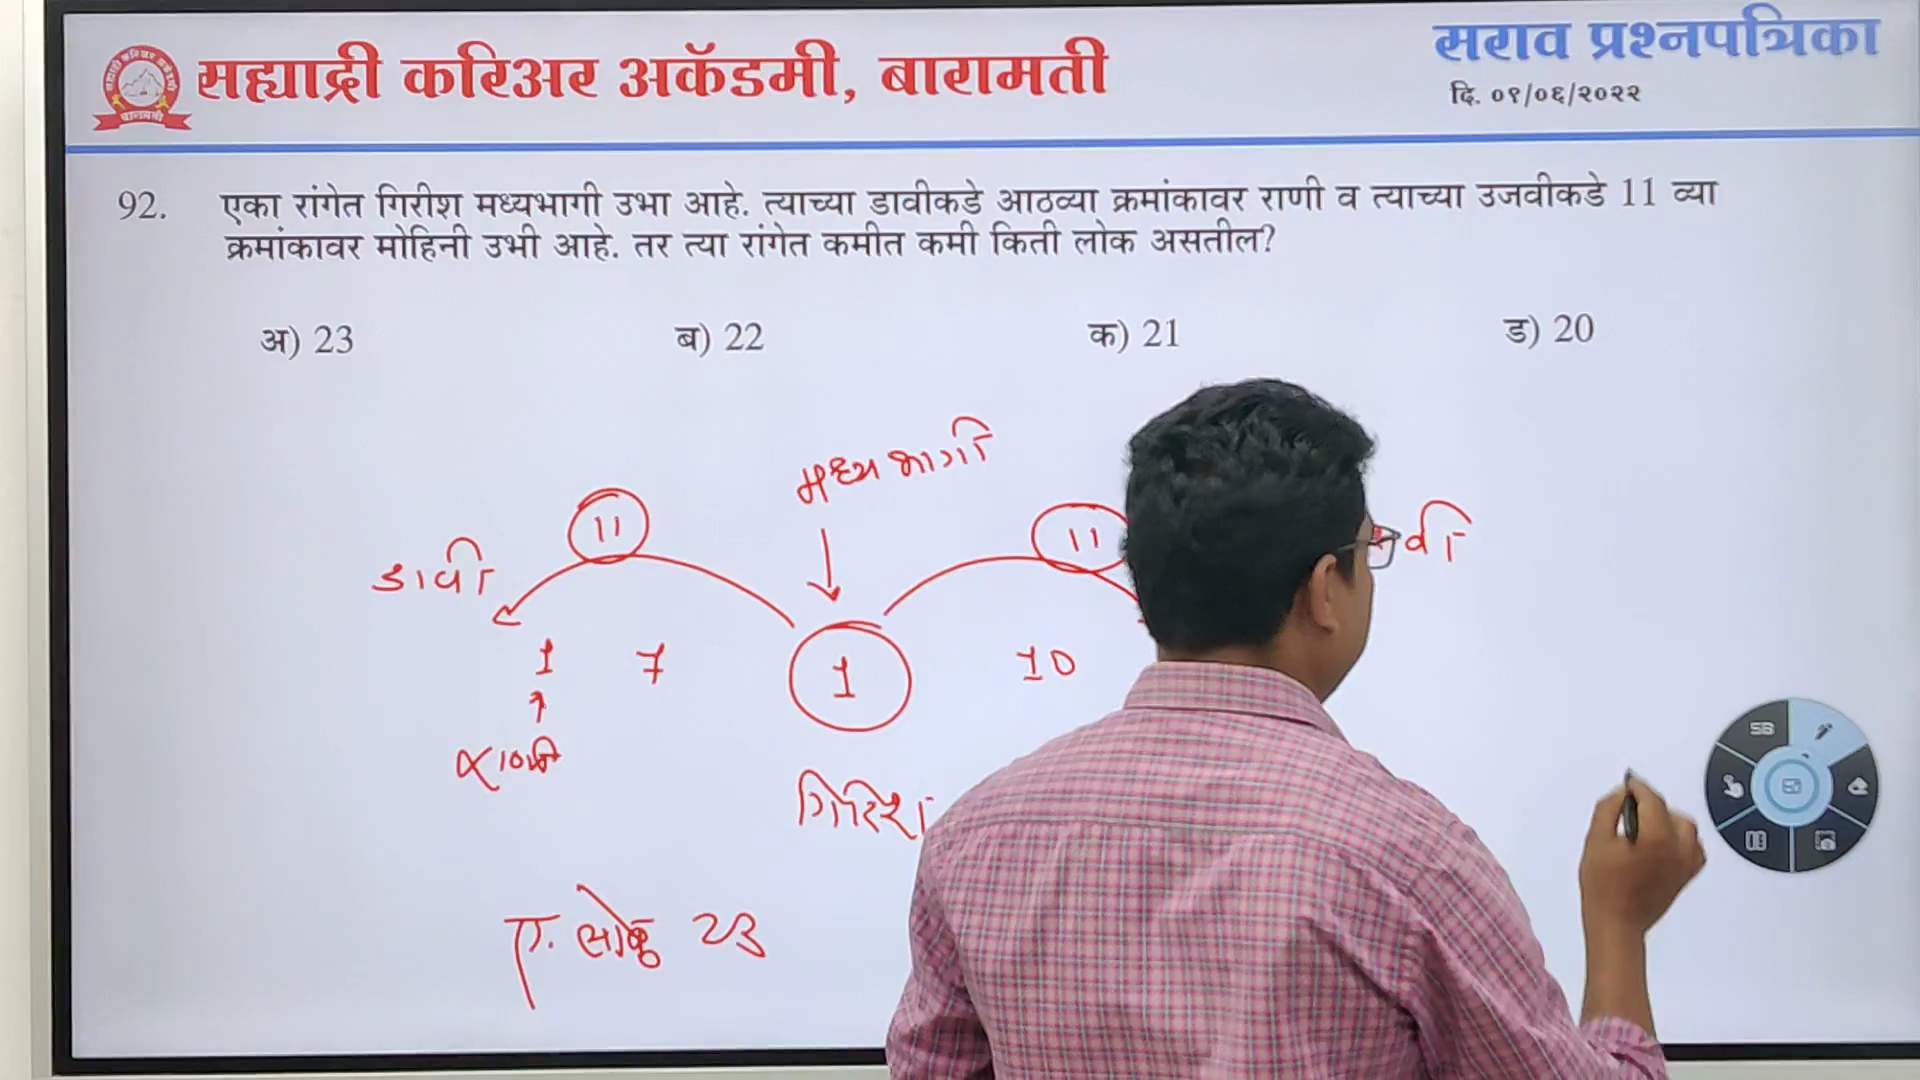 सह्याद्री करिअर अकॅडमी, बारामती
सराव प्रश्नपत्रिका
दि. ०९/०६/२०२२
92. एका रांगेत गिरीश मध्यभागी उभा आहे. त्याच्या डावीकडे आठव्या क्रमांकावर राणी व त्याच्या उजवीकडे 11 व्या
क्रमांकावर मोहिनी उभी आहे. तर त्या रांगेत कमीत कमी किती लोक असतील?
अ) 23 ब) 22 क) 21 ड) 20
मध्यभागी
11 11
डावी वी
1 7 1 10
राणी
गिरिश
ए. लोक 23
SB